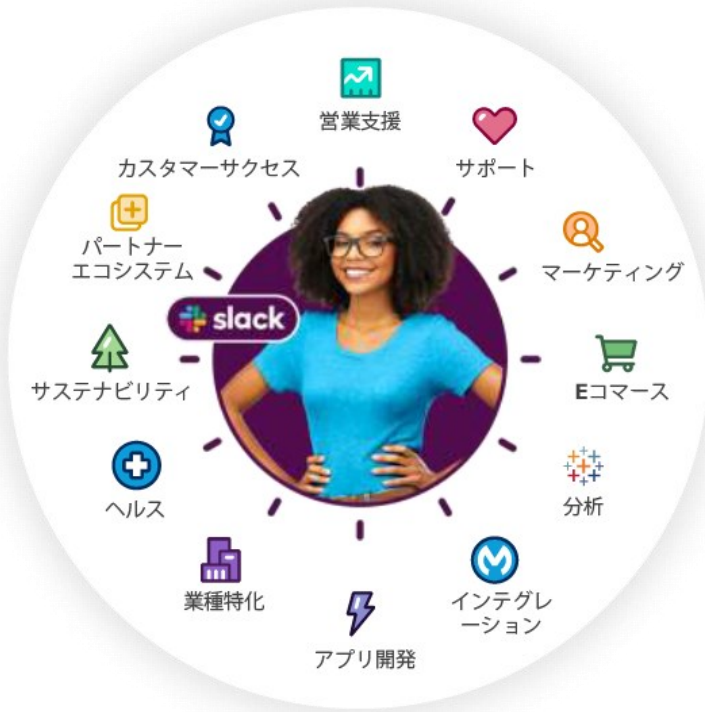 営業支援
サポート
マーケティング
Eコマース
分析
インテグレ
ーション
アプリ開発
業種特化
ヘルス
サステナビリティ
パートナー
エコシステム
カスタマーサクセス
slack